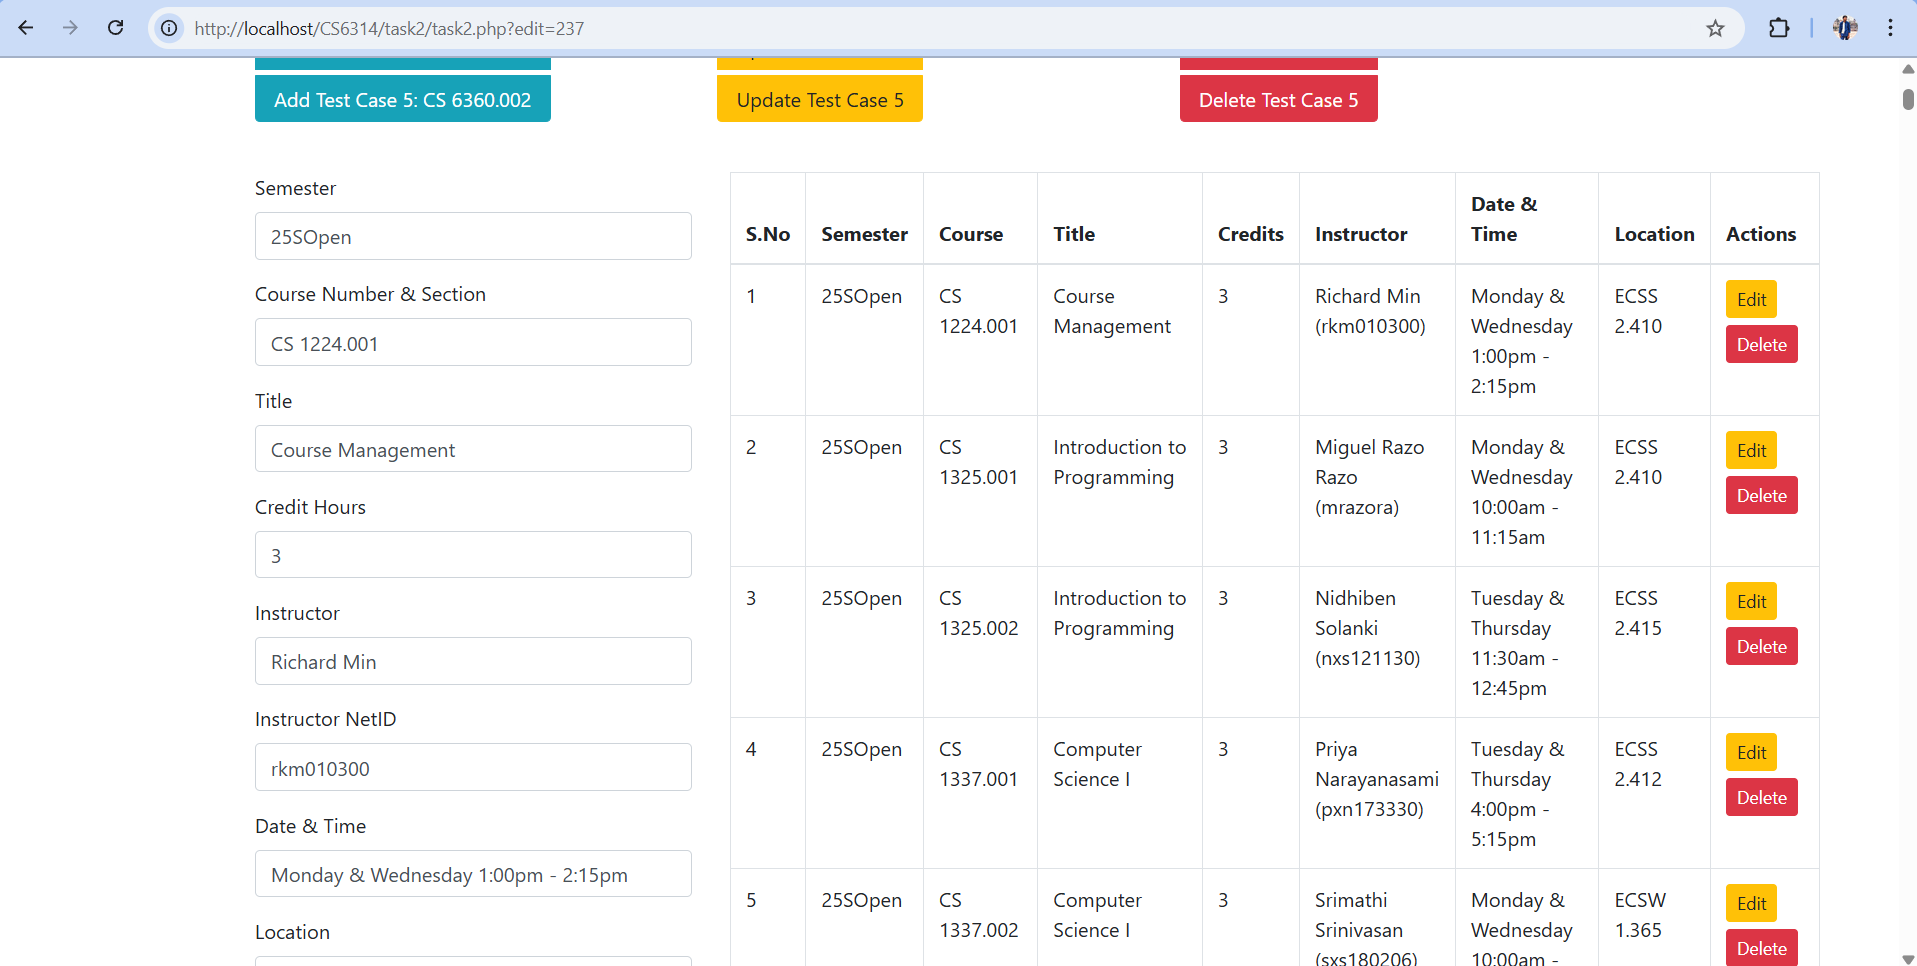 http://localhost/CS6314/task2/task2.php?edit=237
Add Test Case 5: CS 6360.002
Update Test Case 5
Delete Test Case 5
Semester
25SOpen
Course Number & Section
CS 1224.001
Title
Course Management
Credit Hours
3
Instructor
Richard Min
Instructor NetID
rkm010300
Date & Time
Monday & Wednesday 1:00pm - 2:15pm
Location
S.No
Semester
Course
Title
Credits
Instructor
Date &
Time
Location
Actions
1
25SOpen
CS
1224.001
Course
Management
3
Richard Min
(rkm010300)
Monday &
Wednesday
1:00pm -
2:15pm
ECSS
2.410
Edit
Delete
2
25SOpen
CS
1325.001
Introduction to
Programming
3
Miguel Razo
Razo
(mrazora)
Monday &
Wednesday
10:00am -
11:15am
ECSS
2.410
Edit
Delete
3
25SOpen
CS
1325.002
Introduction to
Programming
3
Nidhiben
Solanki
(nxs121130)
Tuesday &
Thursday
11:30am -
12:45pm
ECSS
2.415
Edit
Delete
4
25SOpen
CS
1337.001
Computer
Science I
3
Priya
Narayanasami
(pxn173330)
Tuesday &
Thursday
4:00pm -
5:15pm
ECSS
2.412
Edit
Delete
5
25SOpen
CS
1337.002
Computer
Science I
3
Srimathi
Srinivasan
(sxs180206)
Monday &
Wednesday
10:00am -
ECSW
1.365
Edit
Delete